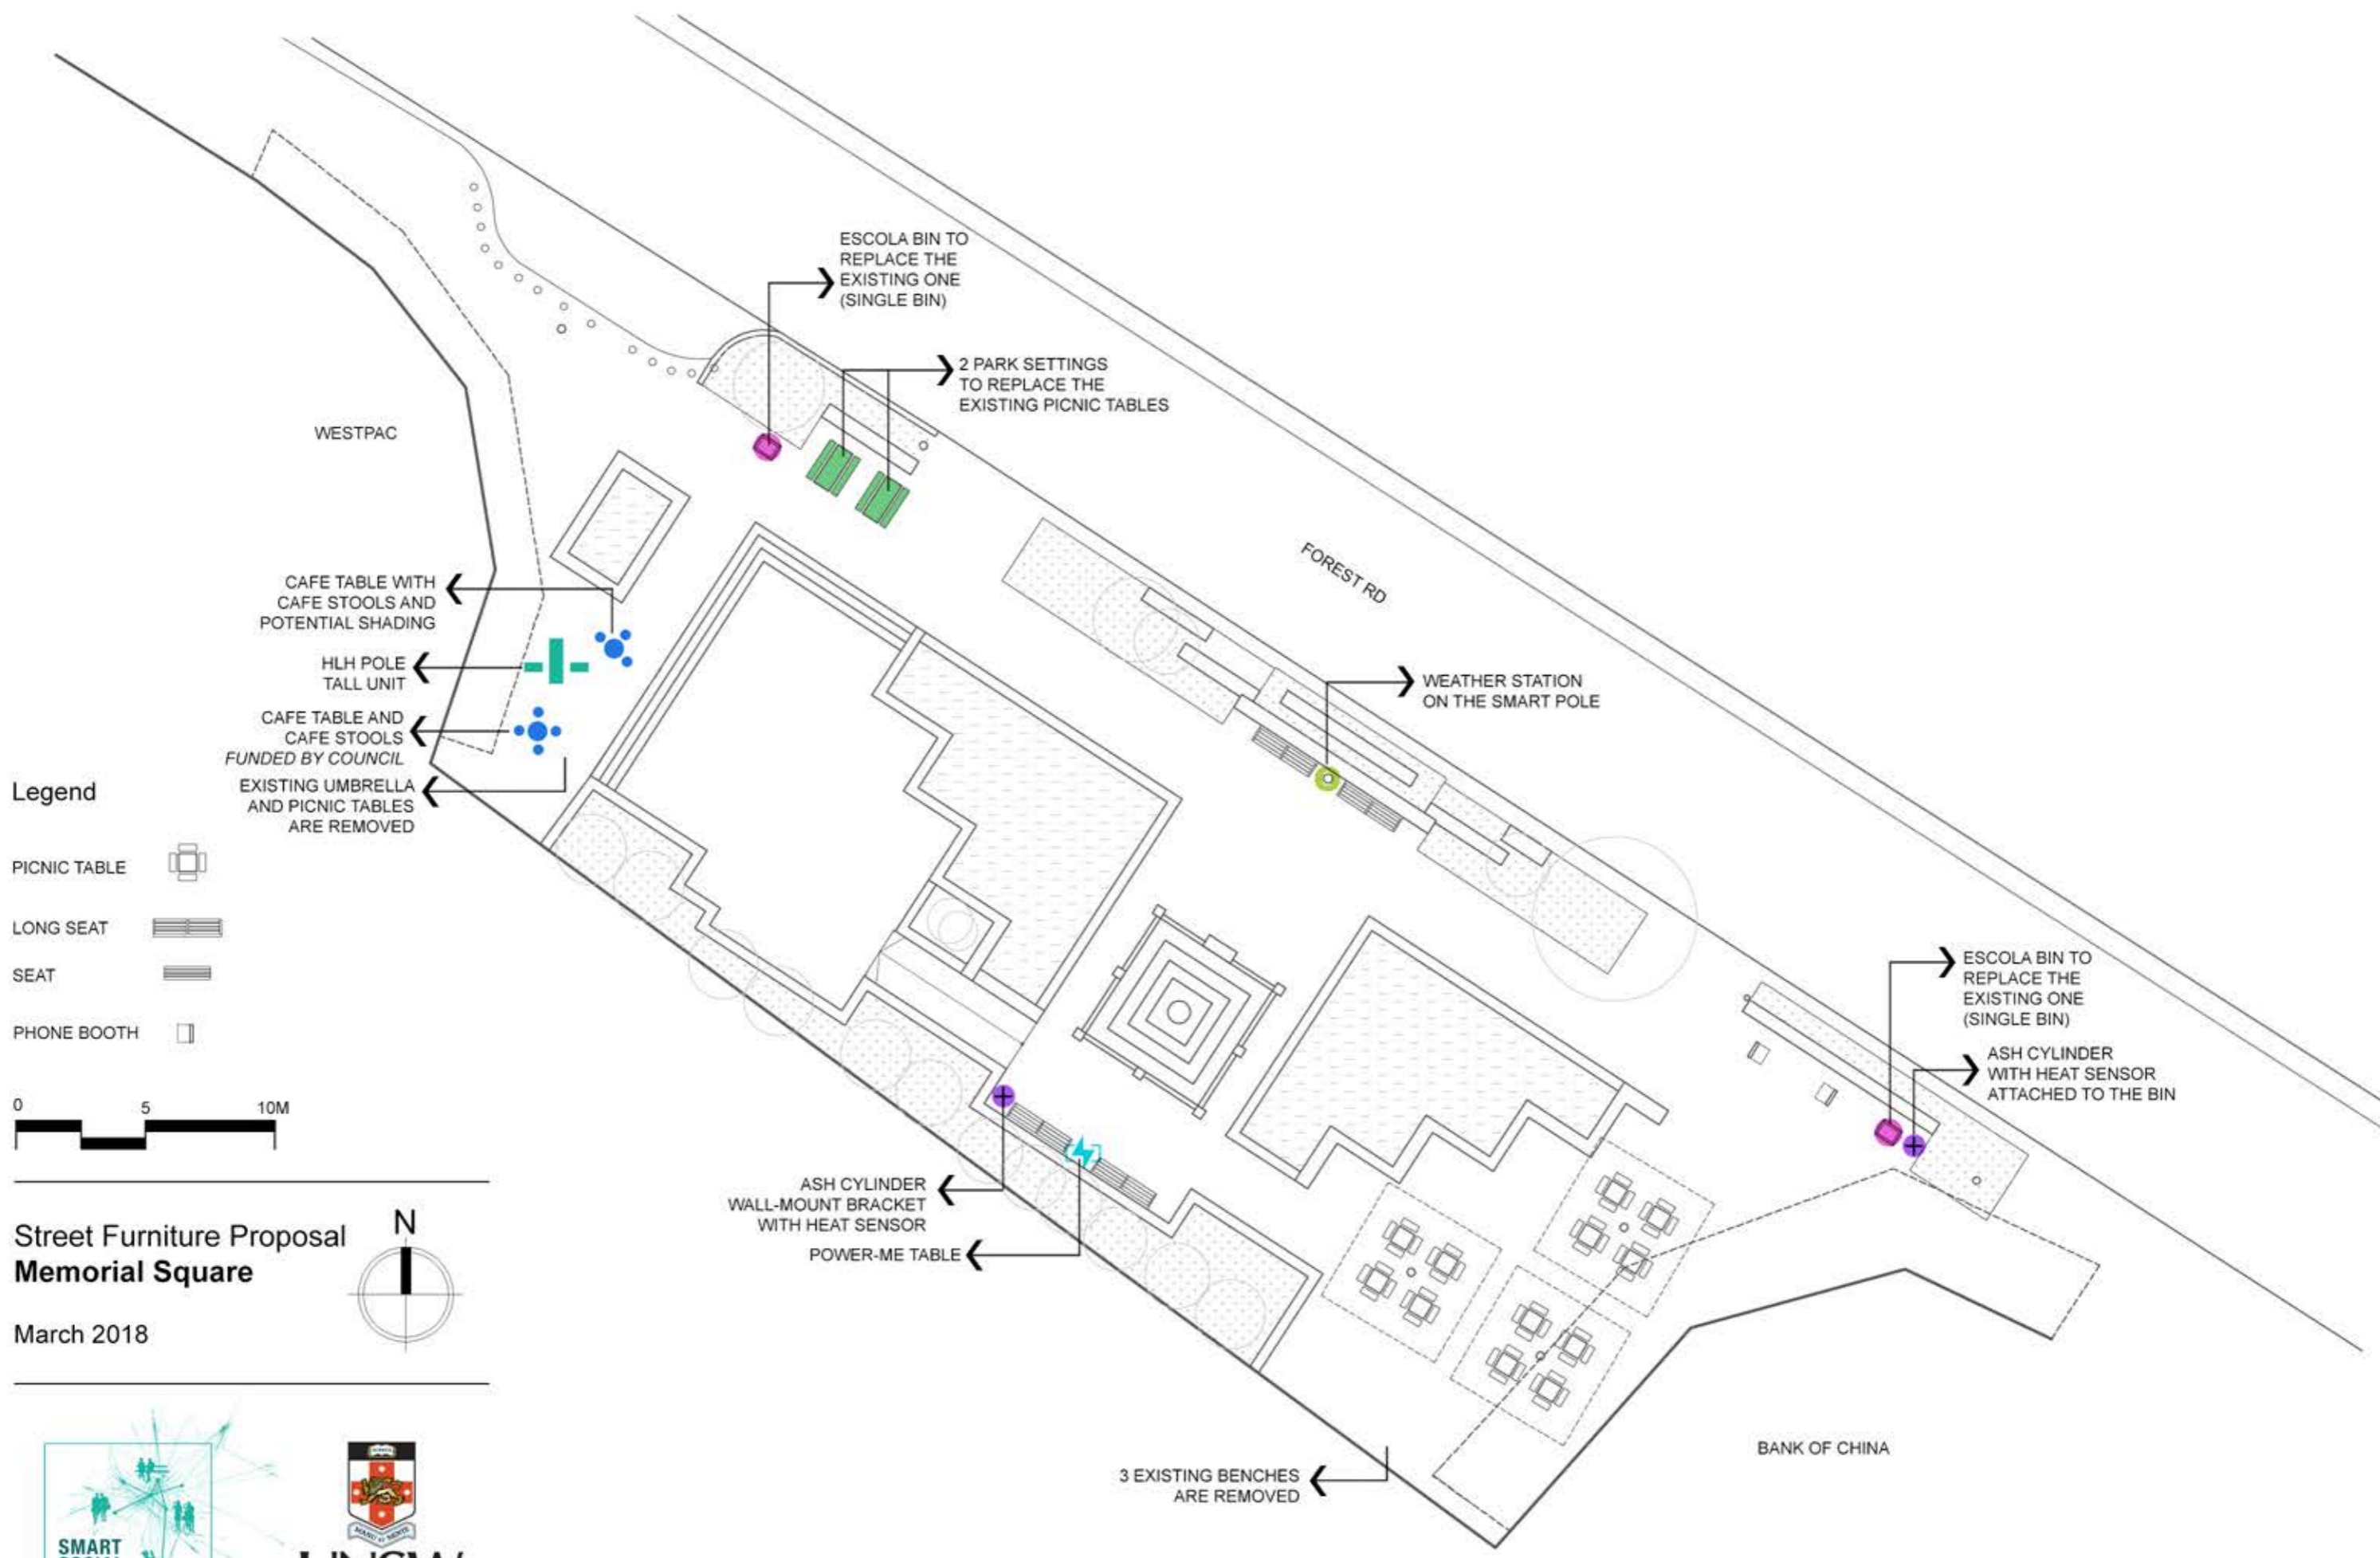 ESCOLA BIN TO
REPLACE THE
EXISTING ONE
(SINGLE BIN)
2 PARK SETTINGS
TO REPLACE THE
EXISTING PICNIC TABLES
WESTPAC
FOREST RD
CAFE TABLE WITH
CAFE STOOLS AND
POTENTIAL SHADING
HLH POLE
TALL UNIT
CAFE TABLE AND
CAFE STOOLS
FUNDED BY COUNCIL
EXISTING UMBRELLA
AND PICNIC TABLES
ARE REMOVED
WEATHER STATION
ON THE SMART POLE
Legend
PICNIC TABLE
LONG SEAT
SEAT
PHONE BOOTH
0 5 10M
ESCOLA BIN TO
REPLACE THE
EXISTING ONE
(SINGLE BIN)
ASH CYLINDER
WITH HEAT SENSOR
ATTACHED TO THE BIN
ASH CYLINDER
WALL-MOUNT BRACKET
WITH HEAT SENSOR
POWER-ME TABLE
Street Furniture Proposal
Memorial Square
March 2018
N
BANK OF CHINA
3 EXISTING BENCHES
ARE REMOVED
SMART